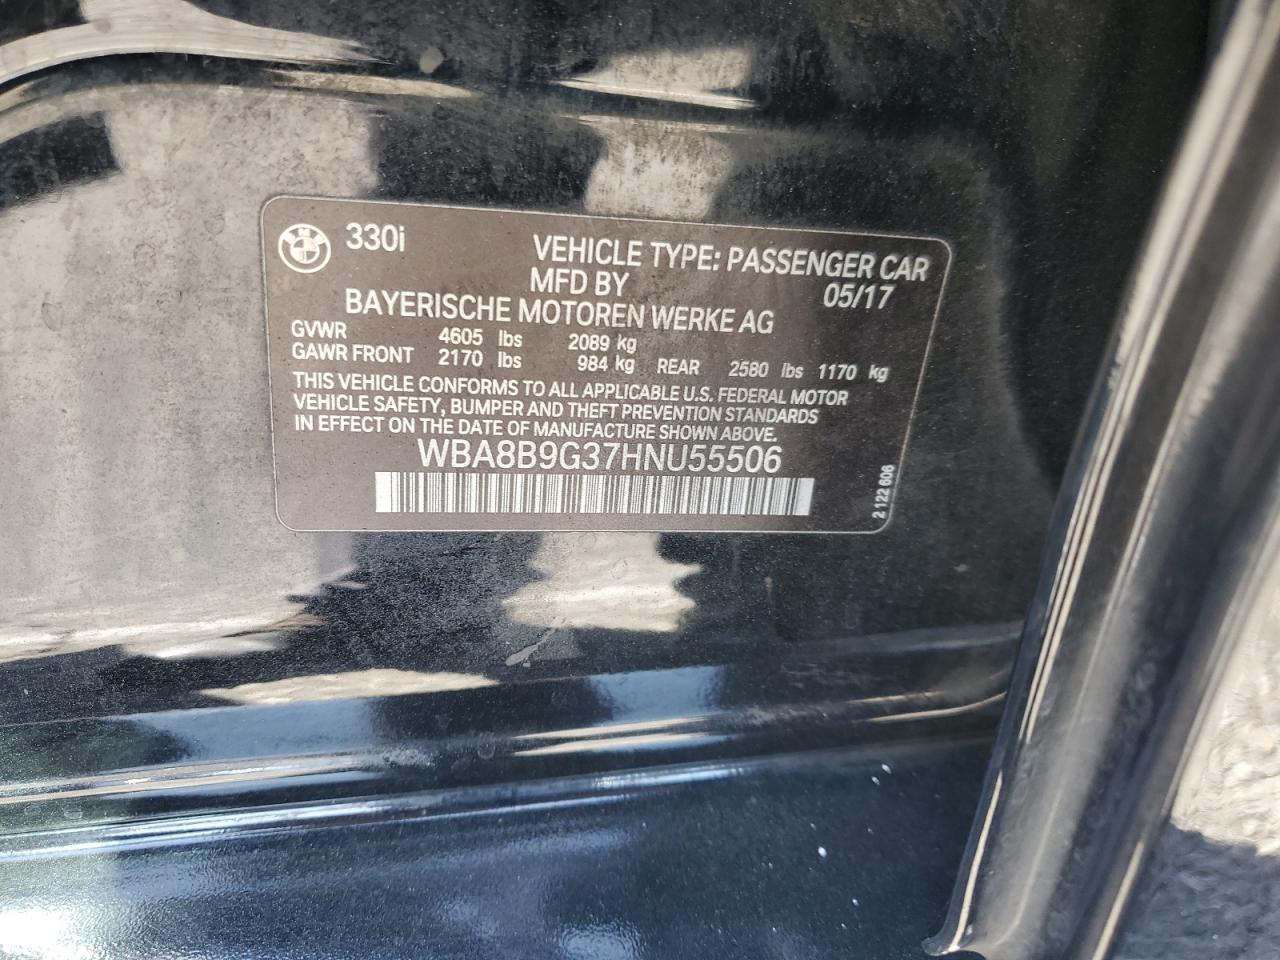 330i VEHICLE TYPE: PASSENGER CAR
MFD BY 05/17
BAYERISCHE MOTOREN WERKE AG
GVWR 4605 lbs 2089 kg
GAWR FRONT 2170 lbs 984 kg REAR 2580 lbs 1170 kg
THIS VEHICLE CONFORMS TO ALL APPLICABLE U.S. FEDERAL MOTOR
VEHICLE SAFETY, BUMPER AND THEFT PREVENTION STANDARDS
IN EFFECT ON THE DATE OF MANUFACTURE SHOWN ABOVE.
WBA8B9G37HNU55506
2 122 606